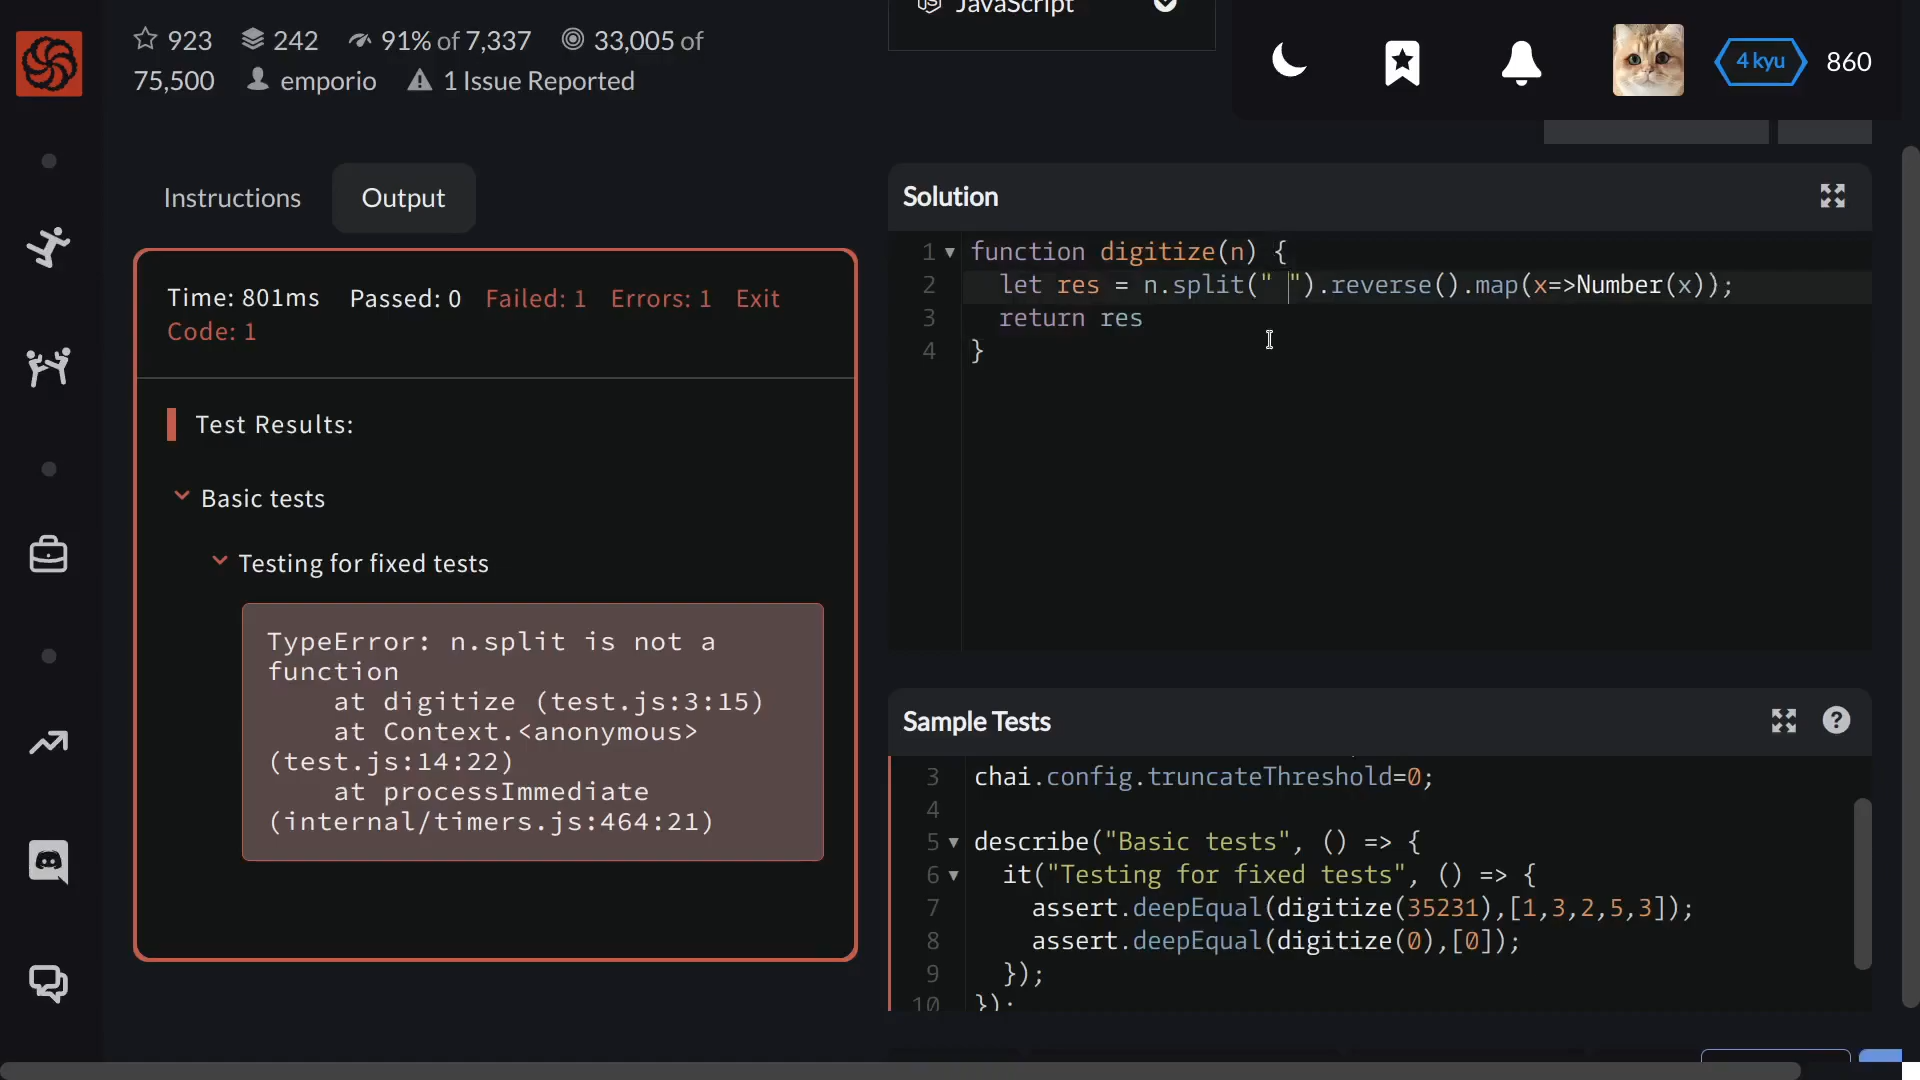 923 242 91% of 7,337 33,005 of
75,500 emporio 1 Issue Reported
JavaScript
4 kyu 860
Instructions Output
Time: 801ms Passed: 0 Failed: 1 Errors: 1 Exit
Code: 1
Test Results:
Basic tests
Testing for fixed tests
TypeError: n.split is not a
function
at digitize (test.js:3:15)
at Context.<anonymous>
(test.js:14:22)
at processImmediate
(internal/timers.js:464:21)
Solution
1 function digitize(n) {
2 let res = n.split(" ").reverse().map(x=>Number(x));
3 return res
4 }
Sample Tests
3 chai.config.truncateThreshold=0;
4
5 describe("Basic tests", () => {
6 it("Testing for fixed tests", () => {
7 assert.deepEqual(digitize(35231),[1,3,2,5,3]);
8 assert.deepEqual(digitize(0),[0]);
9 });
10 });